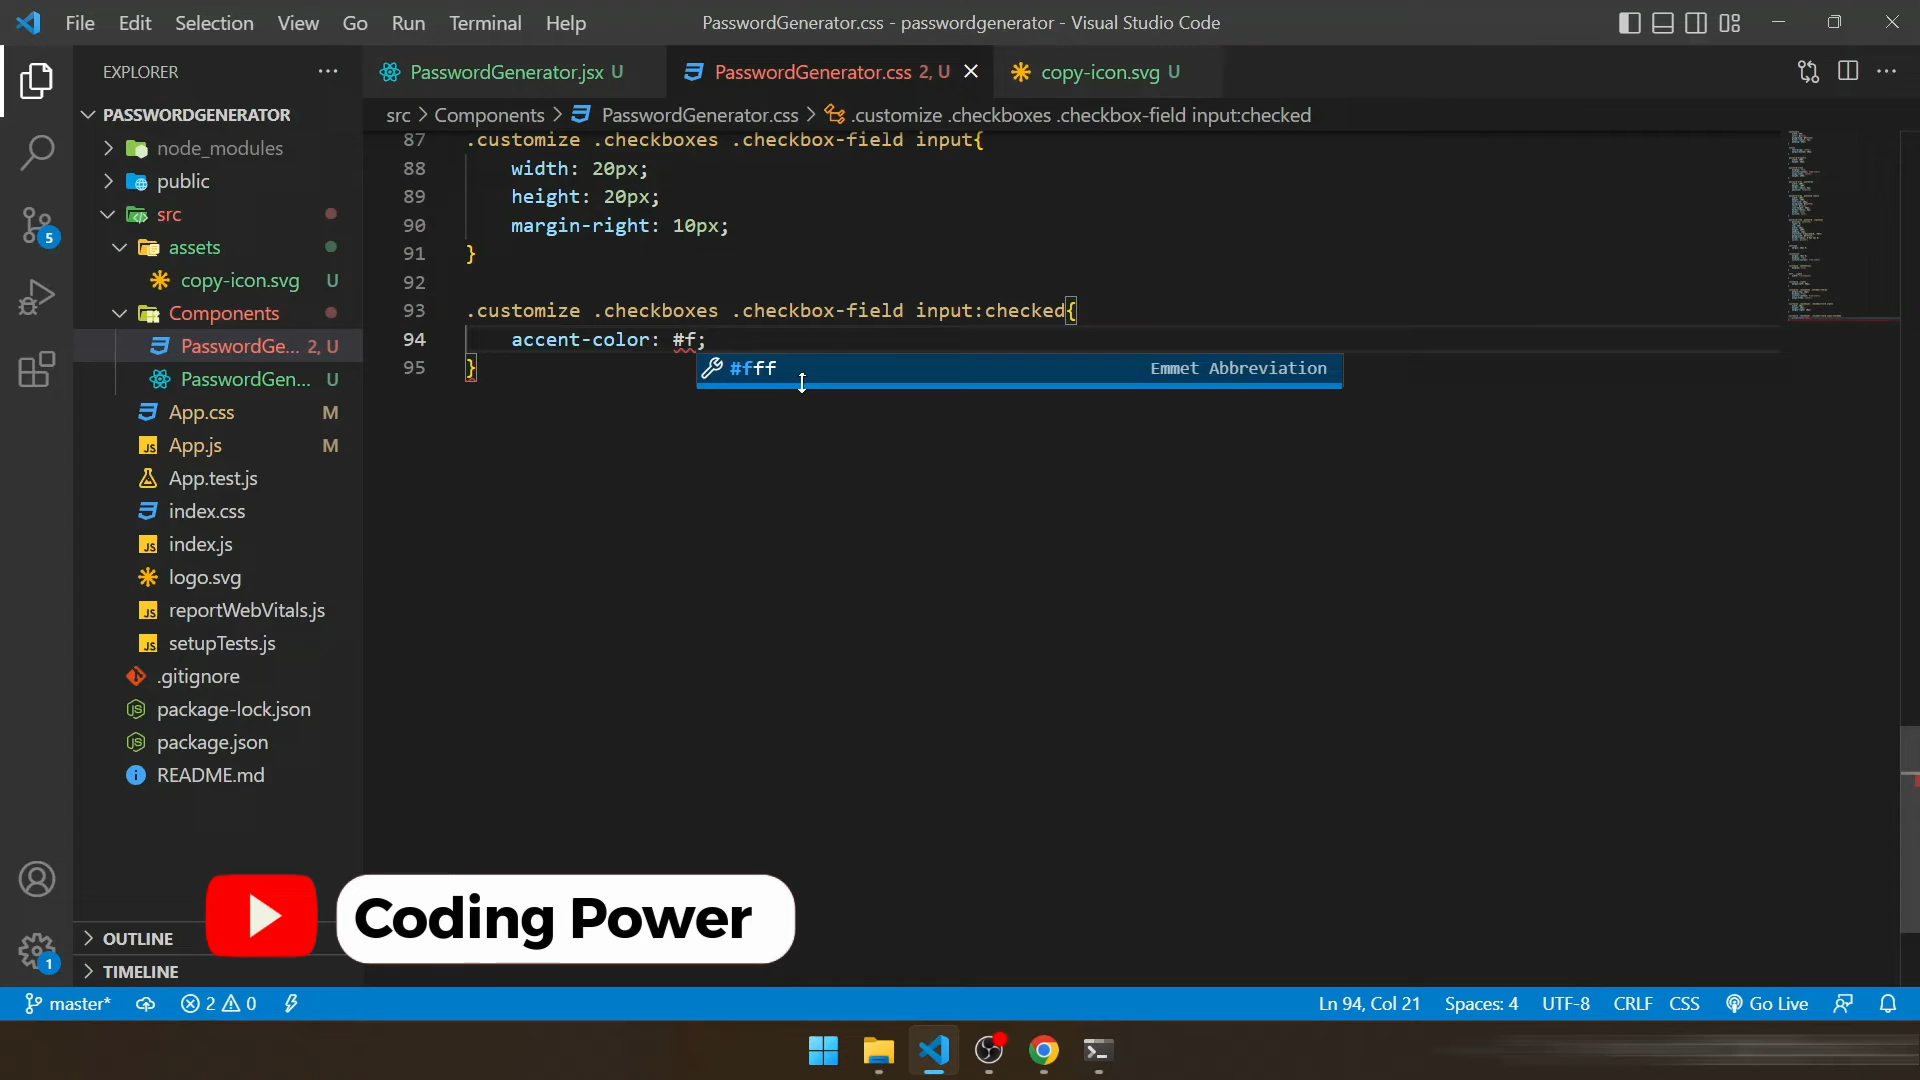 File Edit Selection View Go Run Terminal Help
PasswordGenerator.css - passwordgenerator - Visual Studio Code
EXPLORER
PasswordGenerator.jsx U
PasswordGenerator.css 2, U
copy-icon.svg U
src > Components > PasswordGenerator.css > .customize .checkboxes .checkbox-field input:checked
PASSWORDGENERATOR
node_modules
public
src
assets
copy-icon.svg U
Components
PasswordGe... 2, U
PasswordGen... U
App.css M
App.js M
App.test.js
index.css
index.js
logo.svg
reportWebVitals.js
setupTests.js
.gitignore
package-lock.json
package.json
README.md
OUTLINE
TIMELINE
5
1
87 .customize .checkboxes .checkbox-field input{
88 width: 20px;
89 height: 20px;
90 margin-right: 10px;
91 }
92
93 .customize .checkboxes .checkbox-field input:checked{
94 accent-color: #f;
95 }
#fff Emmet Abbreviation
Coding Power
master* 2 0
Ln 94, Col 21 Spaces: 4 UTF-8 CRLF CSS Go Live